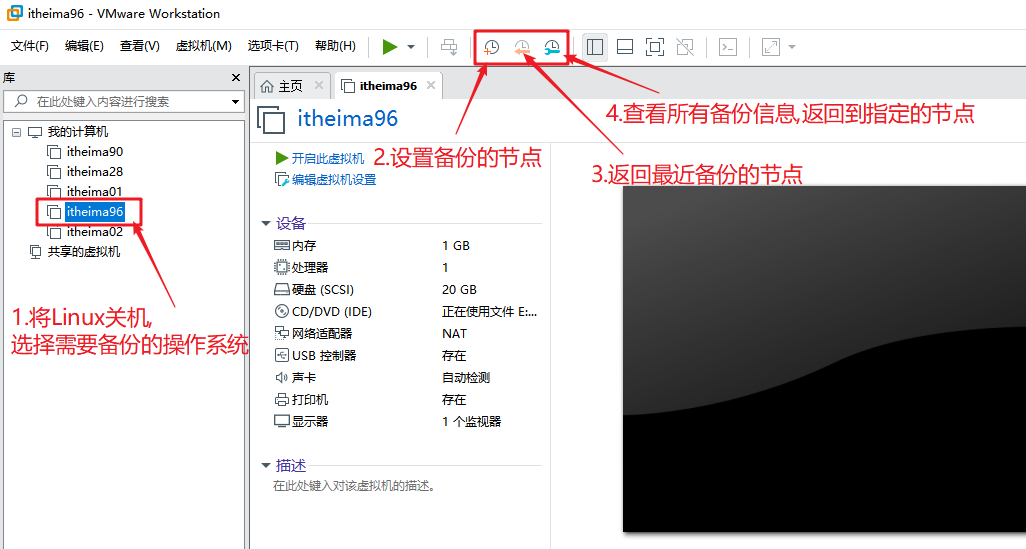 itheima96 - VMware Workstation
文件(F) 编辑(E) 查看(V) 虚拟机(M) 选项卡(T) 帮助(H)
库
在此处键入内容进行搜索
主页 itheima96
我的计算机
itheima90
itheima28
itheima01
itheima96
itheima02
共享的虚拟机
1.将Linux关机,
选择需要备份的操作系统
itheima96
4.查看所有备份信息,返回到指定的节点
开启此虚拟机
2.设置备份的节点
编辑虚拟机设置
3.返回最近备份的节点
设备
内存 1 GB
处理器 1
硬盘 (SCSI) 20 GB
CD/DVD (IDE) 正在使用文件 E:...
网络适配器 NAT
USB 控制器 存在
声卡 自动检测
打印机 存在
显示器 1 个监视器
描述
在此处键入对该虚拟机的描述。